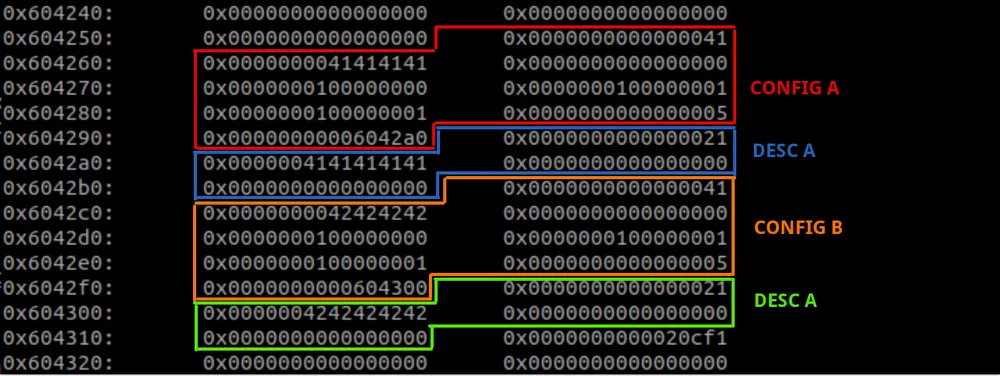 0x604240: 0x0000000000000000 0x0000000000000000
0x604250: 0x0000000000000000 0x0000000000000041
0x604260: 0x0000000041414141 0x0000000000000000
0x604270: 0x0000000100000000 0x0000000100000001
CONFIG A
0x604280: 0x0000000100000001 0x0000000000000005
0x604290: 0x00000000006042a0 0x0000000000000021
DESC A
0x6042a0: 0x0000004141414141 0x0000000000000000
0x6042b0: 0x0000000000000000 0x0000000000000041
0x6042c0: 0x0000000042424242 0x0000000000000000
CONFIG B
0x6042d0: 0x0000000100000000 0x0000000100000001
0x6042e0: 0x0000000100000001 0x0000000000000005
0x6042f0: 0x0000000000604300 0x0000000000000021
DESC A
0x604300: 0x0000004242424242 0x0000000000000000
0x604310: 0x0000000000000000 0x0000000000020cf1
0x604320: 0x0000000000000000 0x0000000000000000